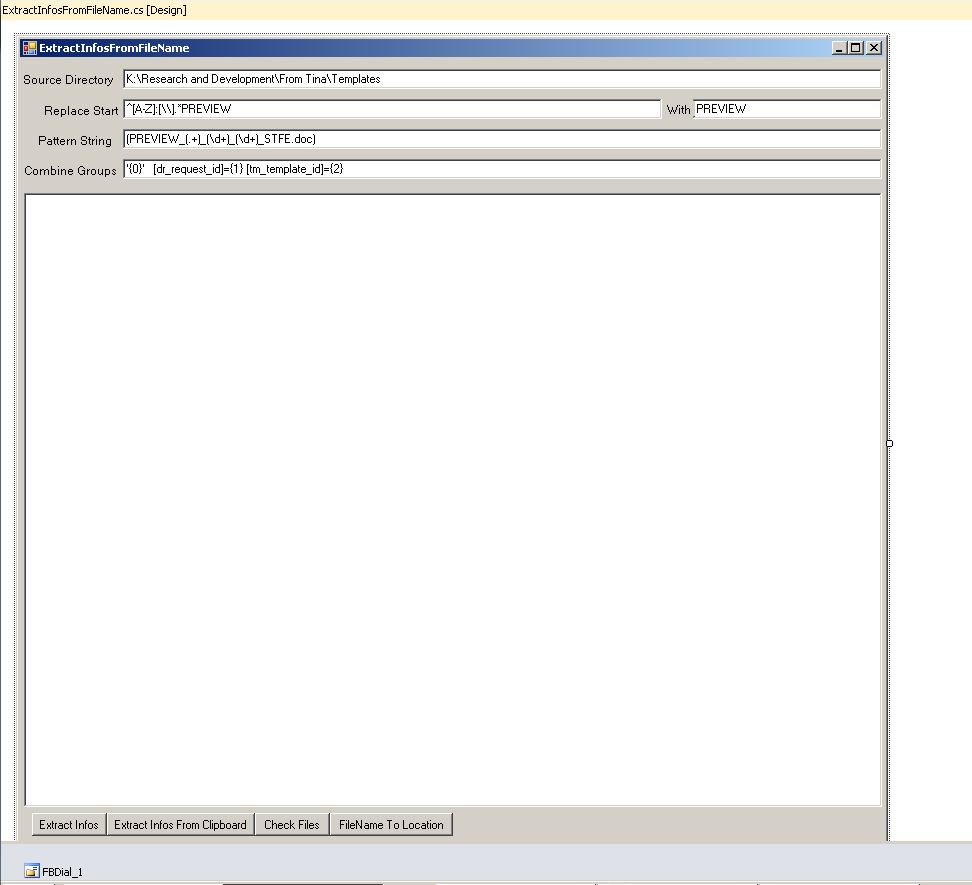 ExtractInfosFromFileName.cs [Design]
ExtractInfosFromFileName
Source Directory K:\Research and Development\From Tina\Templates
Replace Start ^[A-Z]:[\\].*PREVIEW With PREVIEW
Pattern String (PREVIEW_(.+)_(\d+)_(\d+)_STFE.doc)
Combine Groups '{0}' [dr_request_id]={1} [tm_template_id]={2}
Extract Infos Extract Infos From Clipboard Check Files FileName To Location
FBDial_1